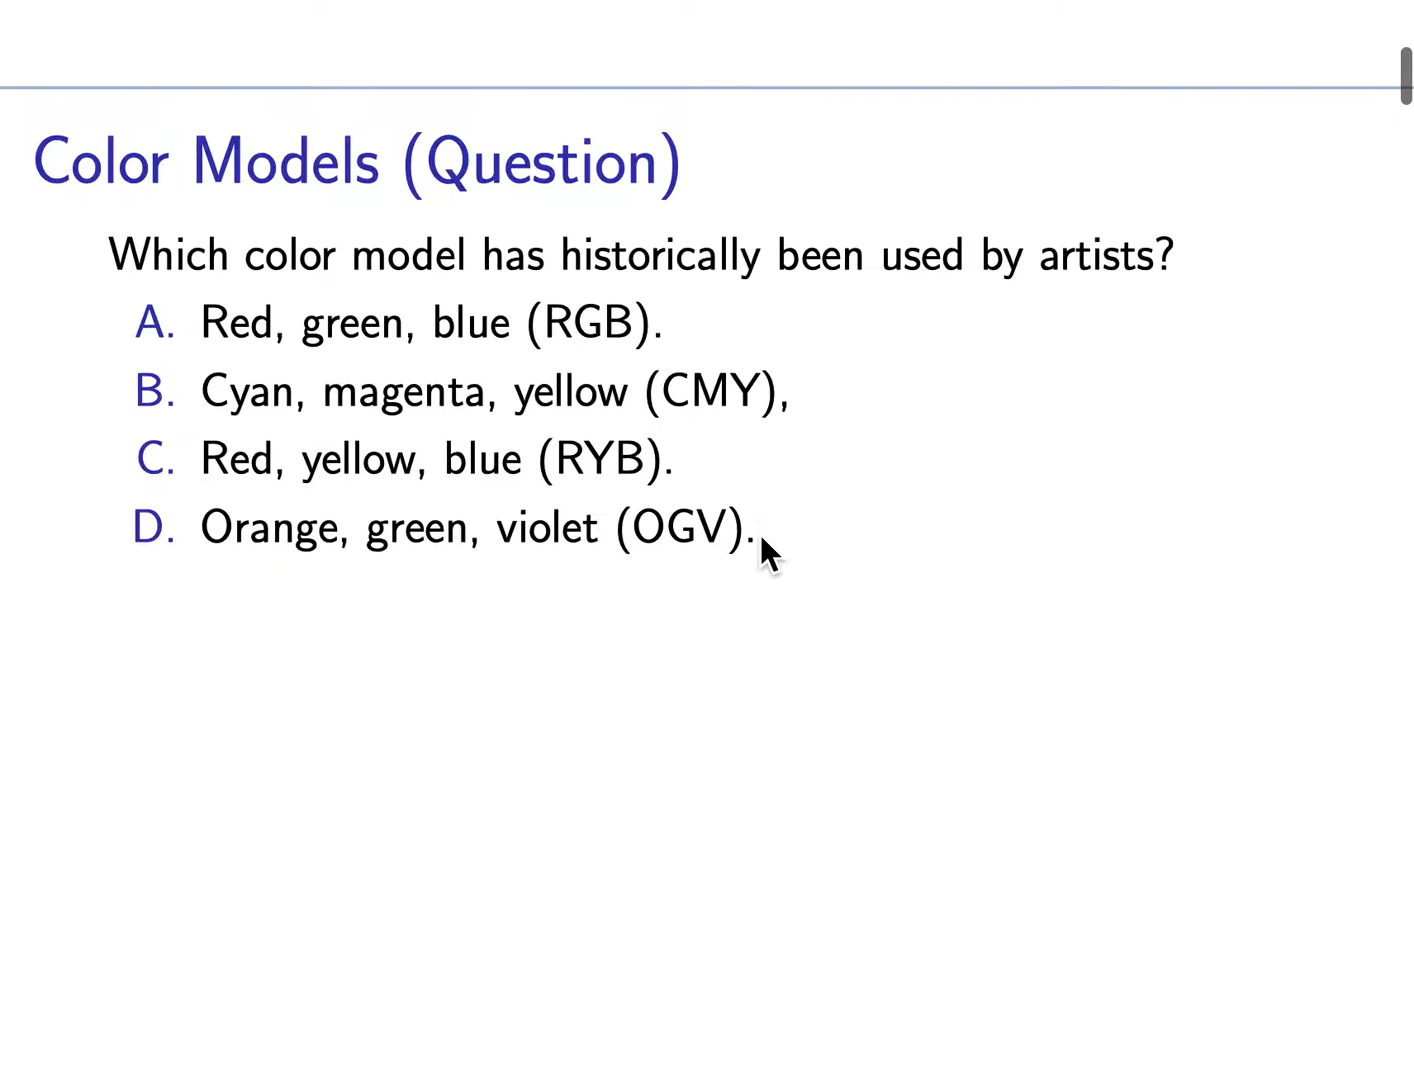 Color Models (Question)
Which color model has historically been used by artists?
A. Red, green, blue (RGB).
B. Cyan, magenta, yellow (CMY),
C. Red, yellow, blue (RYB).
D. Orange, green, violet (OGV).